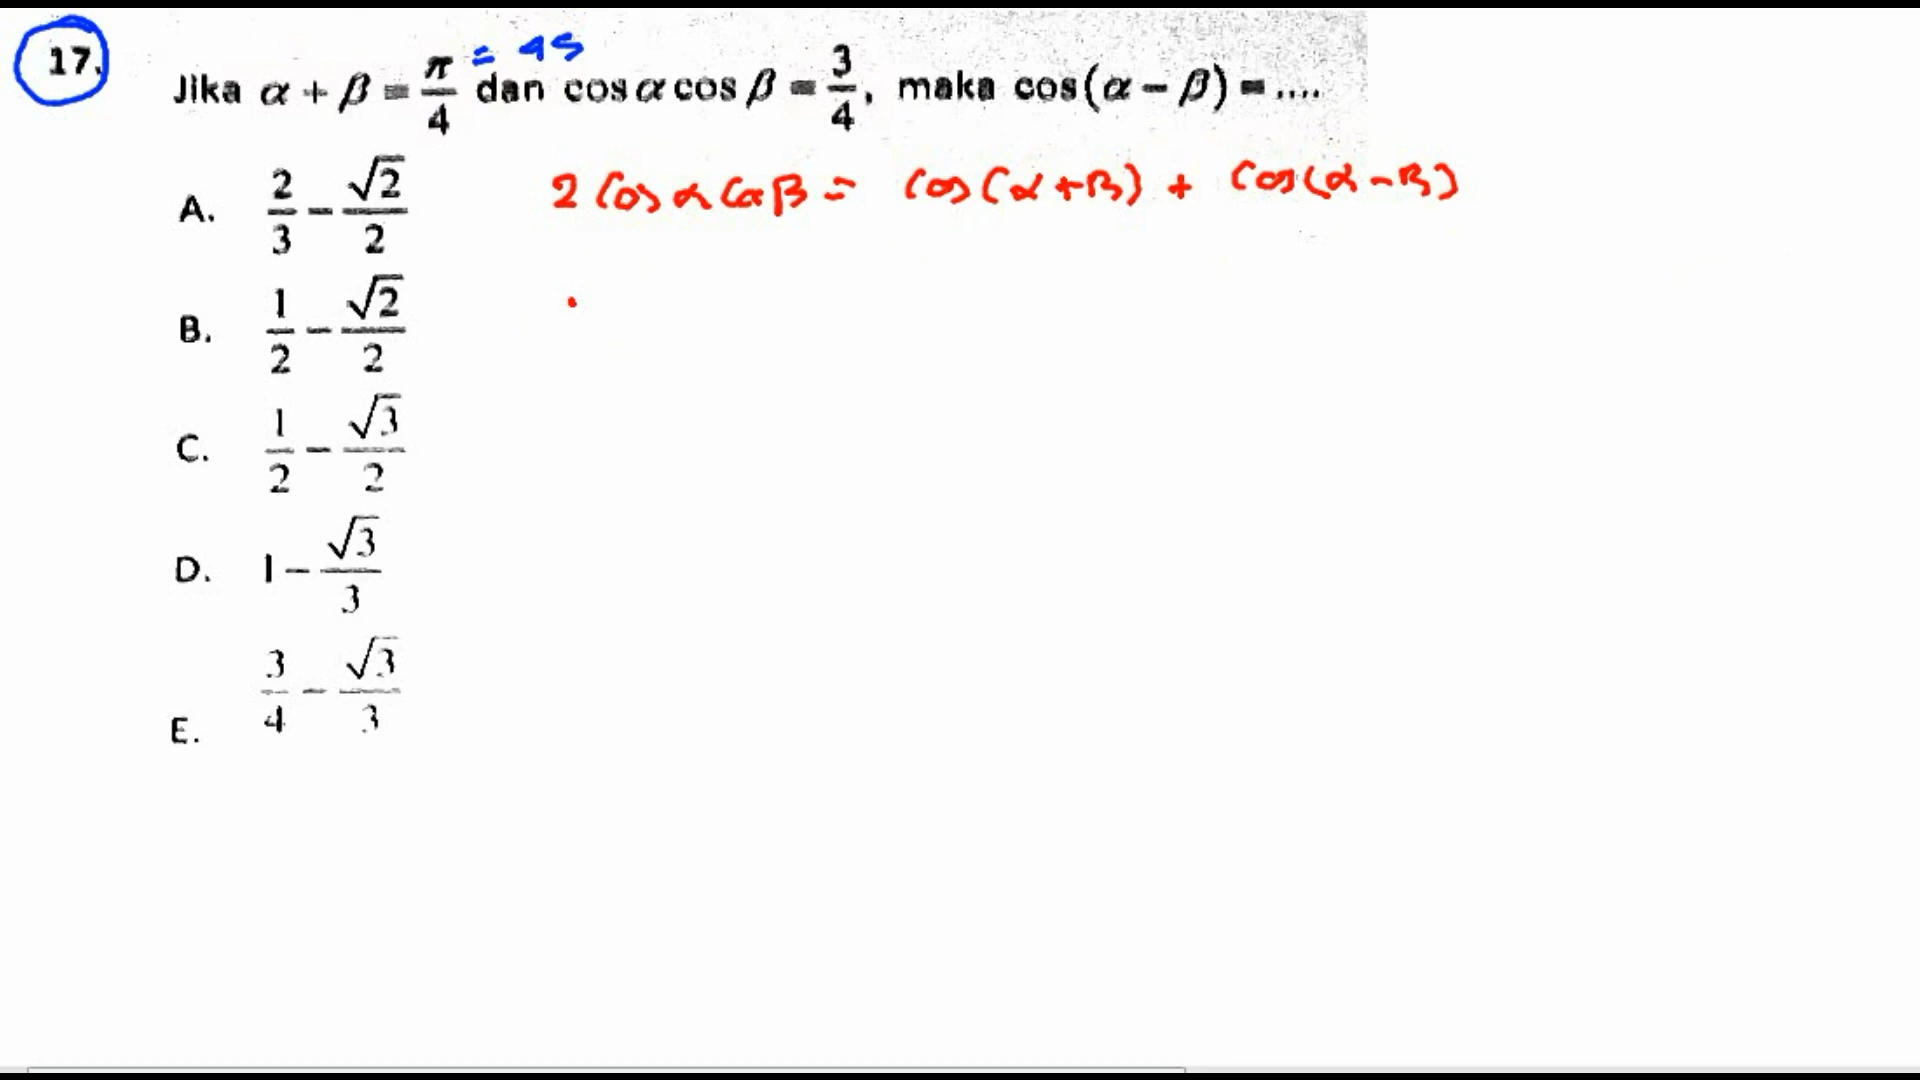 17.
Jika α + β = π/4 = 45 dan cos α cos β = 3/4, maka cos(α − β) = ....
2 cos α cos β = cos(α+β) + cos(α−β)
A. 2/3 − √2/2
B. 1/2 − √2/2
C. 1/2 − √3/2
D. 1 − √3/3
E. 3/4 − √3/3